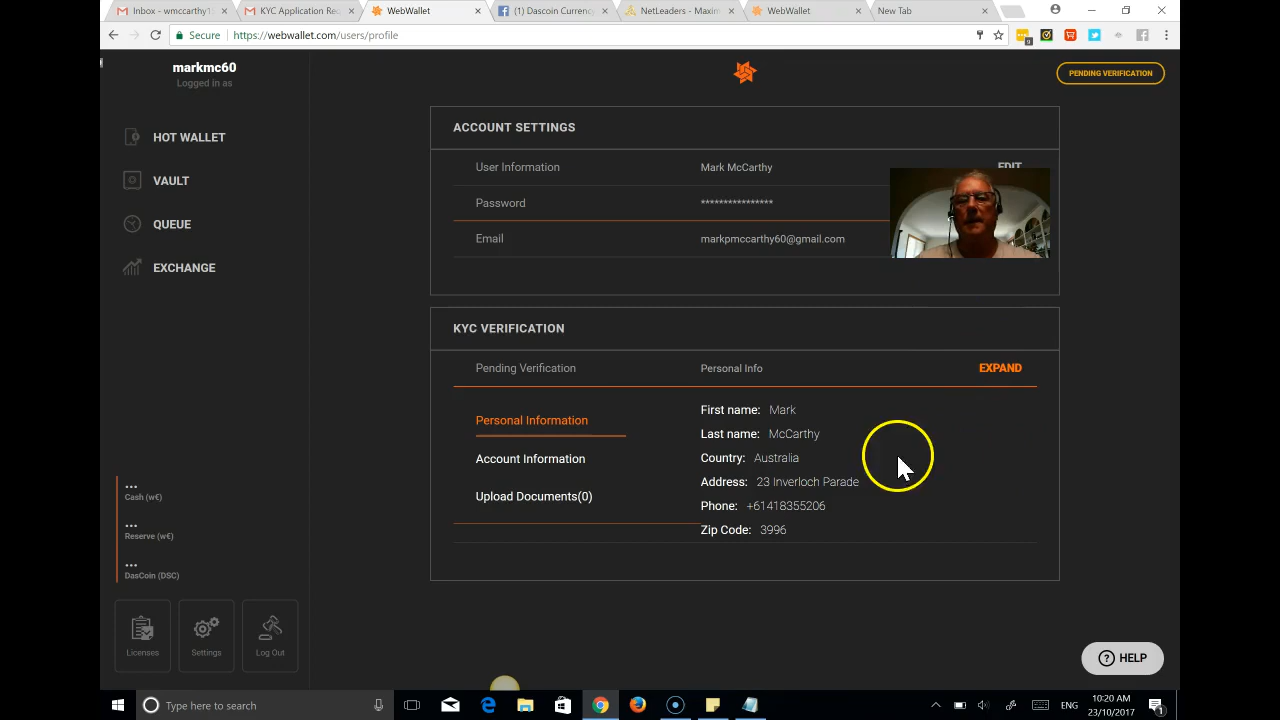 Inbox - wmccarthy1
KYC Application Re
WebWallet
(1) Dascoin Currency
NetLeaders - Maxim
WebWallet
New Tab
Secure
https://webwallet.com/users/profile
9
markmc60
Logged in as
PENDING VERIFICATION
HOT WALLET
VAULT
QUEUE
EXCHANGE
ACCOUNT SETTINGS
User Information Mark McCarthy EDIT
Password ****************
Email markpmccarthy60@gmail.com
KYC VERIFICATION
Pending Verification Personal Info EXPAND
Personal Information
Account Information
Upload Documents(0)
First name: Mark
Last name: McCarthy
Country: Australia
Address: 23 Inverloch Parade
Phone: +61418355206
Zip Code: 3996
...
Cash (w€)
...
Reserve (w€)
...
DasCoin (DSC)
Licenses
Settings
Log Out
? HELP
Type here to search
ENG
10:20 AM
23/10/2017
1